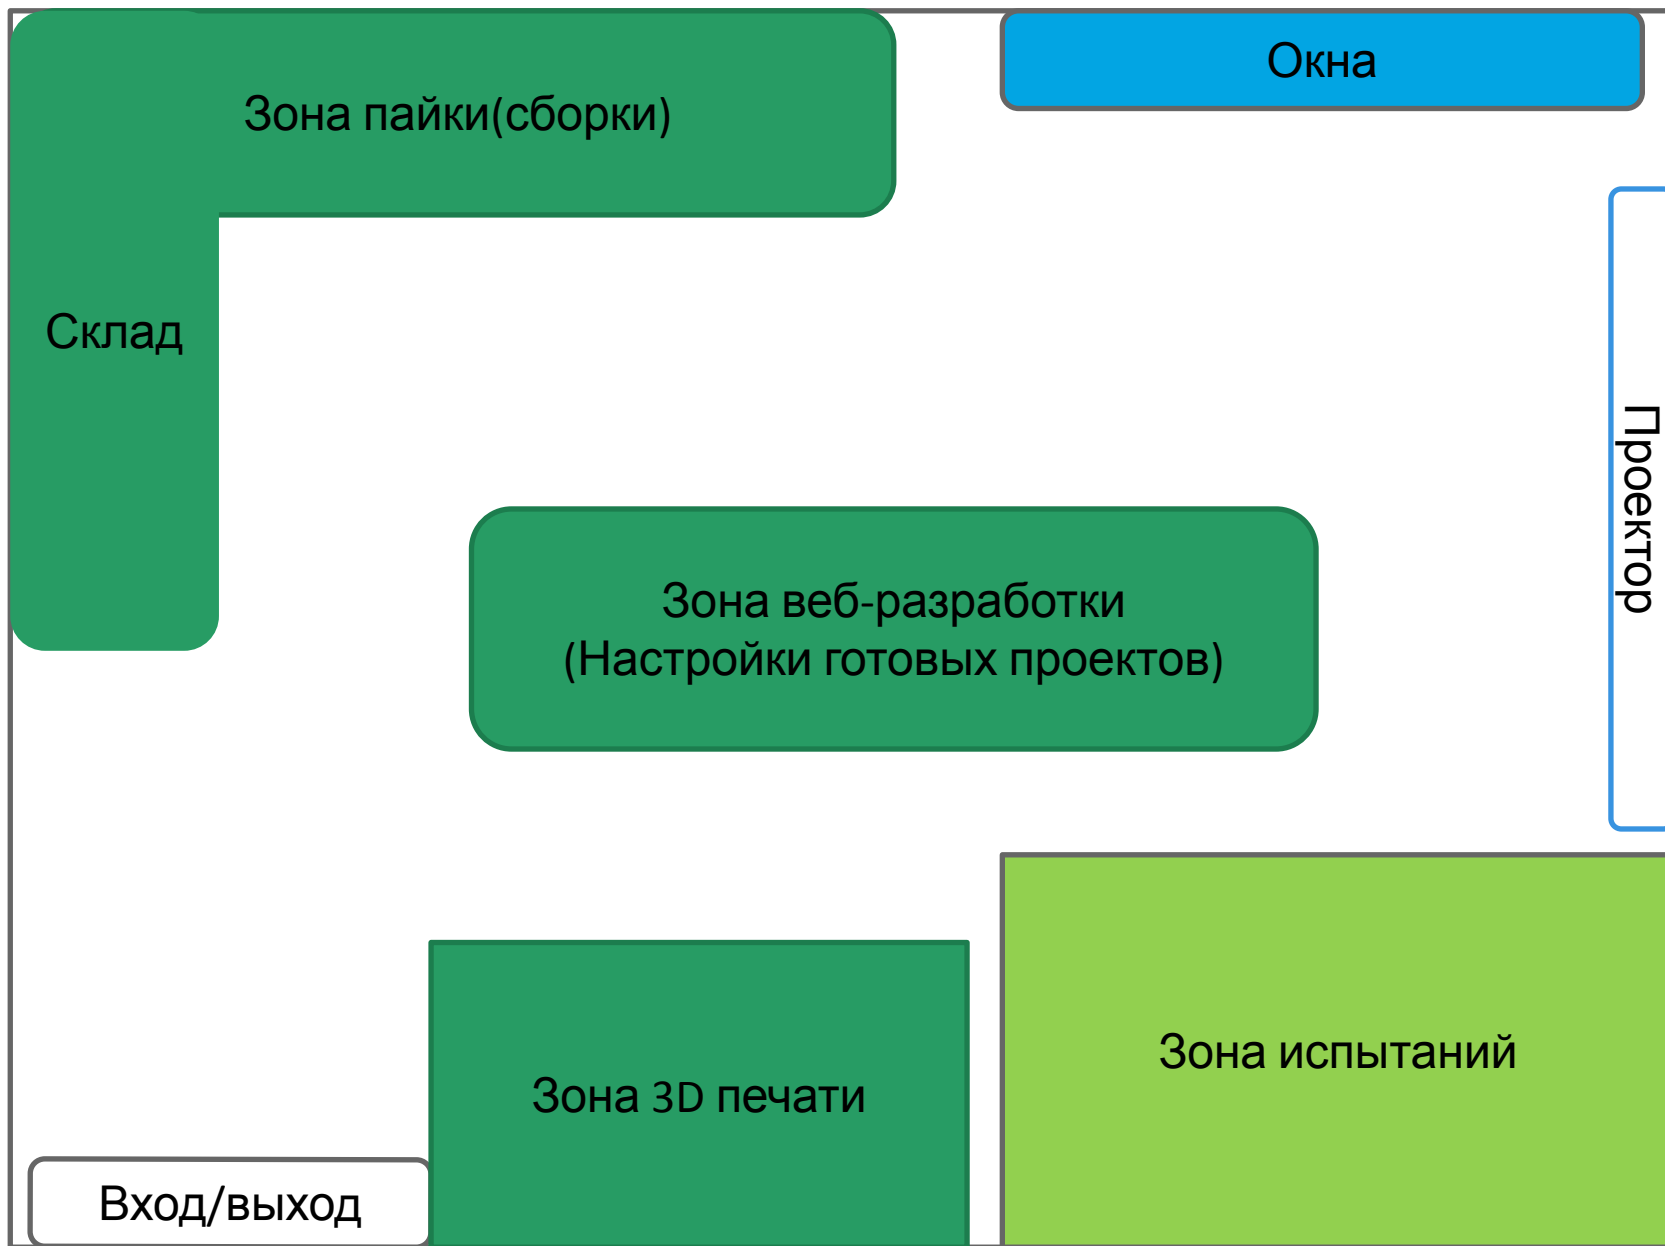 Зона пайки(сборки)
Окна
Склад
Проектор
Зона веб-разработки
(Настройки готовых проектов)
Зона испытаний
Зона 3D печати
Вход/выход